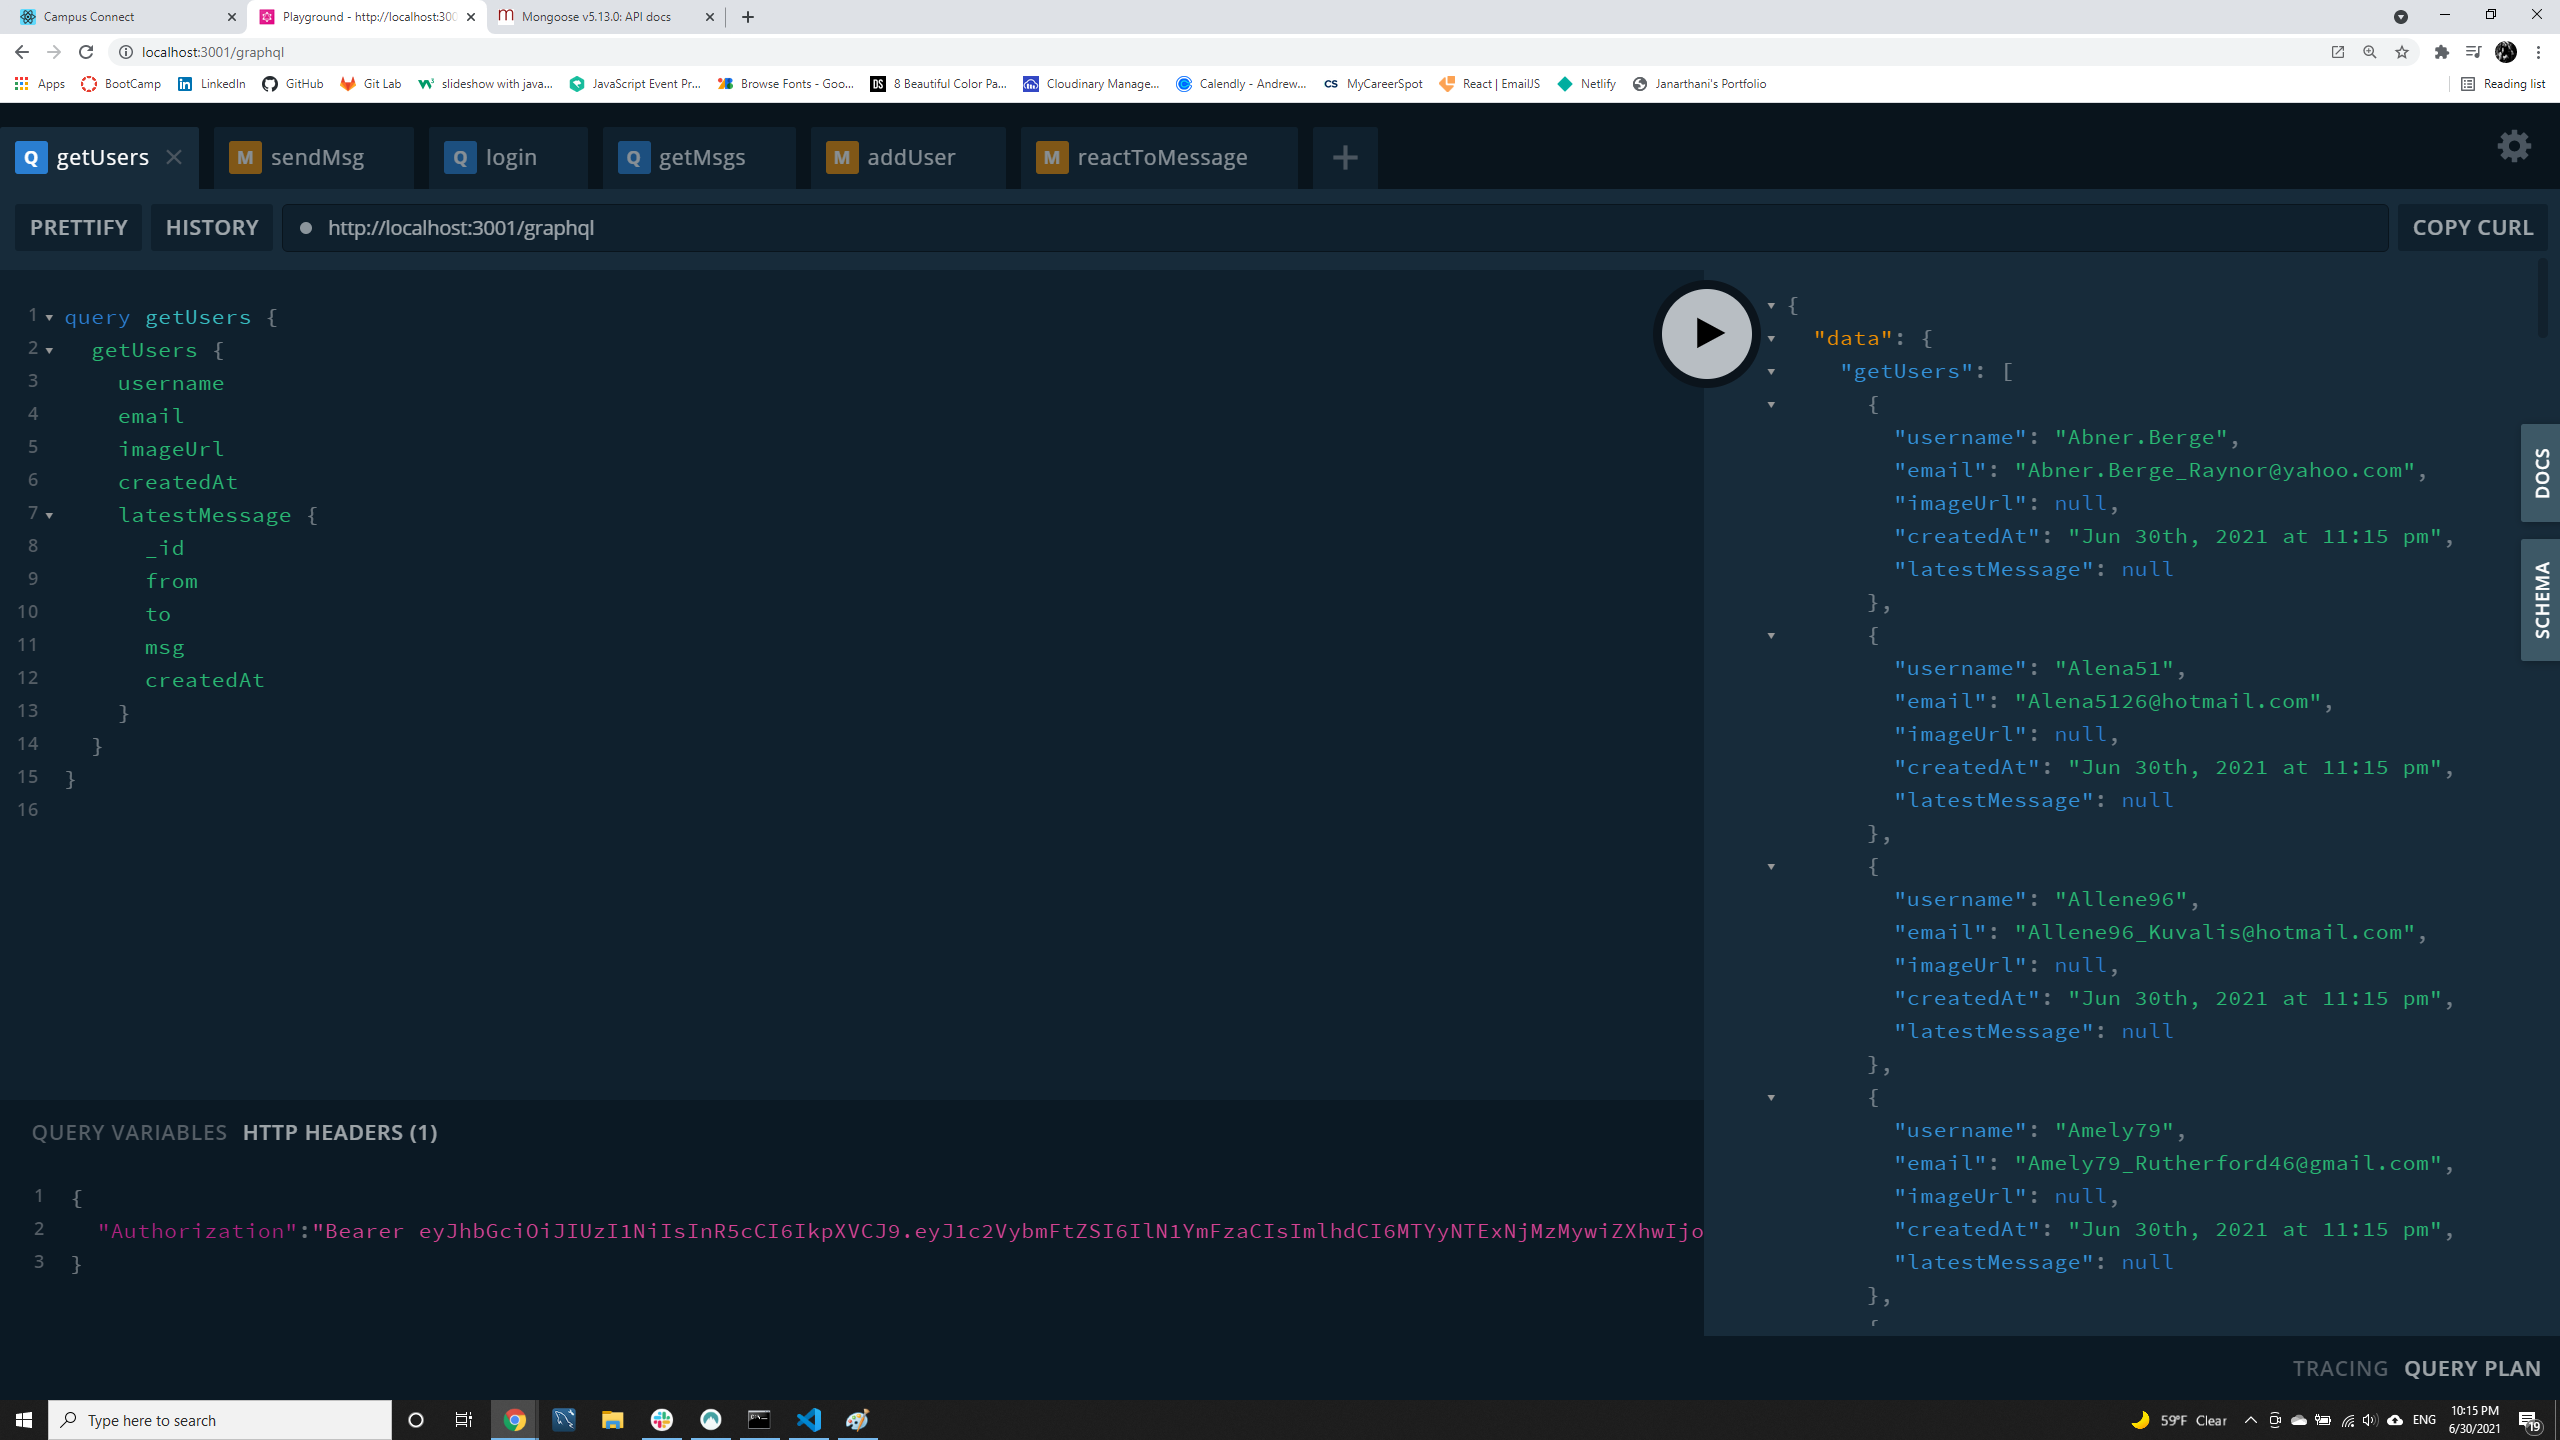 Campus Connect
Playground - http://localhost:300
Mongoose v5.13.0: API docs
localhost:3001/graphql
Apps
BootCamp
LinkedIn
GitHub
Git Lab
slideshow with java...
JavaScript Event Pr...
Browse Fonts - Goo...
8 Beautiful Color Pa...
Cloudinary Manage...
Calendly - Andrew...
MyCareerSpot
React | EmailJS
Netlify
Janarthani's Portfolio
Reading list
Q getUsers
M sendMsg
Q login
Q getMsgs
M addUser
M reactToMessage
PRETTIFY
HISTORY
http://localhost:3001/graphql
COPY CURL
1 query getUsers {
2 getUsers {
3 username
4 email
5 imageUrl
6 createdAt
7 latestMessage {
8 _id
9 from
10 to
11 msg
12 createdAt
13 }
14 }
15 }
16
{
"data": {
"getUsers": [
{
"username": "Abner.Berge",
"email": "Abner.Berge_Raynor@yahoo.com",
"imageUrl": null,
"createdAt": "Jun 30th, 2021 at 11:15 pm",
"latestMessage": null
},
{
"username": "Alena51",
"email": "Alena5126@hotmail.com",
"imageUrl": null,
"createdAt": "Jun 30th, 2021 at 11:15 pm",
"latestMessage": null
},
{
"username": "Allene96",
"email": "Allene96_Kuvalis@hotmail.com",
"imageUrl": null,
"createdAt": "Jun 30th, 2021 at 11:15 pm",
"latestMessage": null
},
{
"username": "Amely79",
"email": "Amely79_Rutherford46@gmail.com",
"imageUrl": null,
"createdAt": "Jun 30th, 2021 at 11:15 pm",
"latestMessage": null
},
{
DOCS
SCHEMA
QUERY VARIABLES
HTTP HEADERS (1)
1 {
2 "Authorization":"Bearer eyJhbGciOiJIUzI1NiIsInR5cCI6IkpXVCJ9.eyJ1c2VybmFtZSI6IlN1YmFzaCIsImlhdCI6MTYyNTExNjMzMywiZXhwIjo
3 }
TRACING
QUERY PLAN
Type here to search
59°F Clear
ENG
10:15 PM
6/30/2021
19